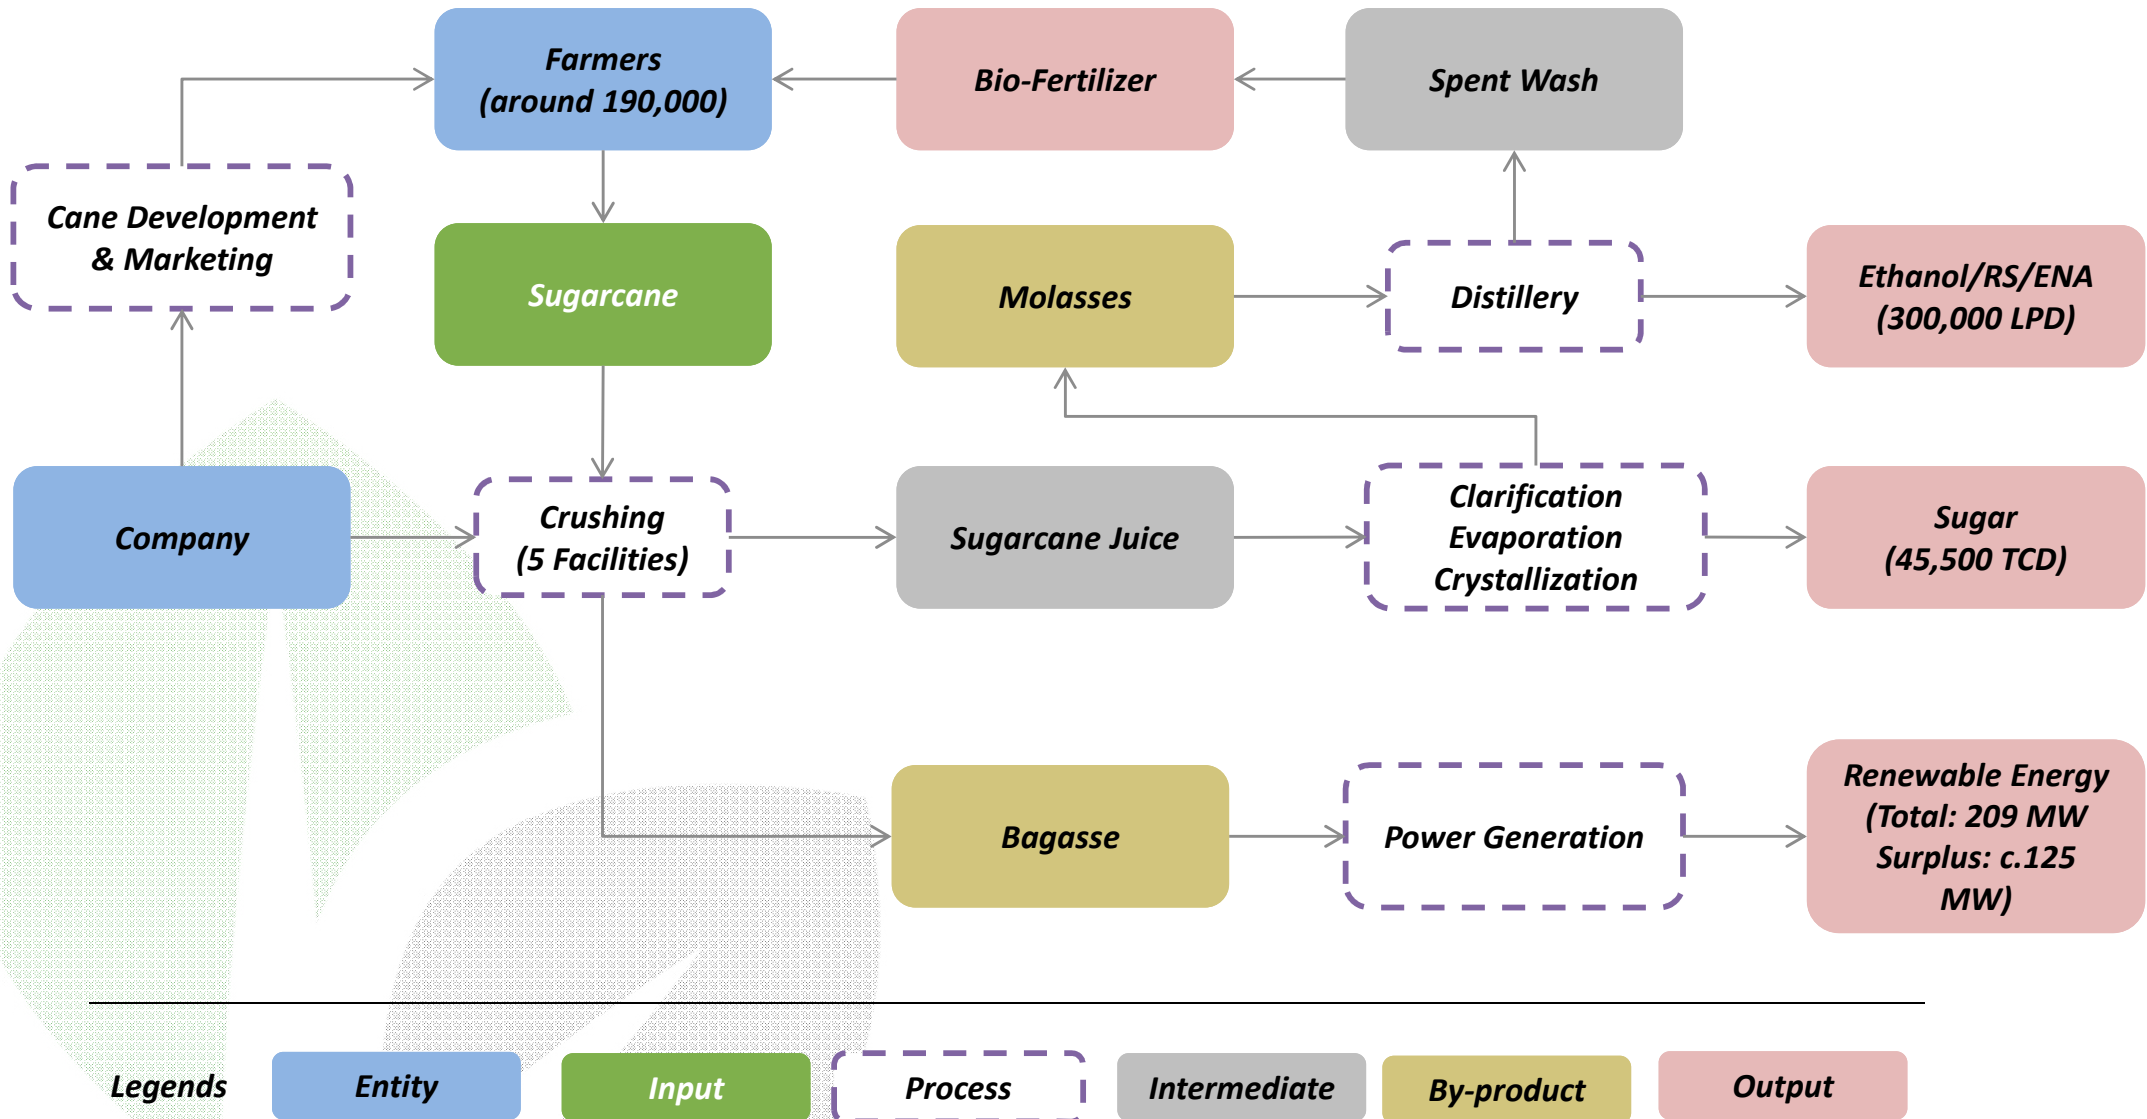 Farmers
(around 190,000)
Bio-Fertilizer
Spent Wash
Cane Development
& Marketing
Sugarcane
Molasses
Distillery
Ethanol/RS/ENA
(300,000 LPD)
Company
Crushing
(5 Facilities)
Sugarcane Juice
Clarification
Evaporation
Crystallization
Sugar
(45,500 TCD)
Bagasse
Power Generation
Renewable Energy
(Total: 209 MW
Surplus: c.125
MW)
Legends
Entity
Input
Process
Intermediate
By-product
Output